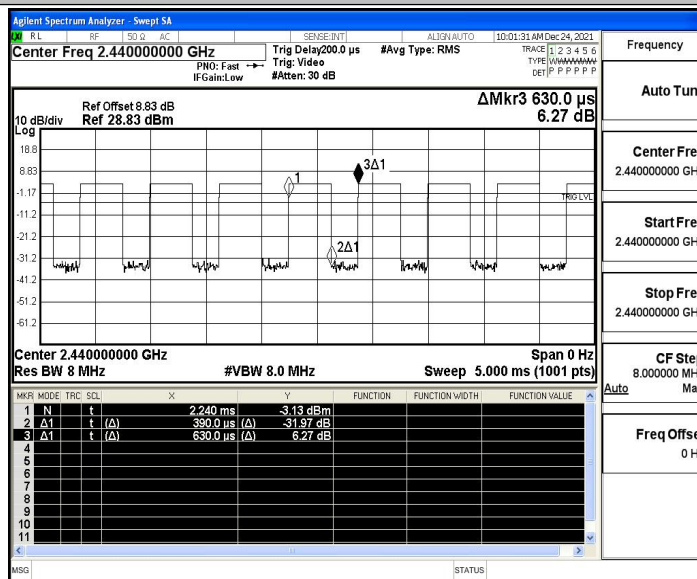 Agilent Spectrum Analyzer - Swept SA
RL RF 50 Ω AC SENSE:INT ALIGNAUTO 10:01:31 AM Dec 24, 2021
Center Freq 2.440000000 GHz
PNO: Fast
IFGain:Low
Trig Delay200.0 µs
Trig: Video
#Atten: 30 dB
#Avg Type: RMS
TRACE 1 2 3 4 5 6
TYPE
DET P P P P P P
ΔMkr3 630.0 µs
6.27 dB
Ref Offset 8.83 dB
10 dB/div Ref 28.83 dBm
Log
18.8
8.83
-1.17
-11.2
-21.2
-31.2
-41.2
-51.2
-61.2
1
3Δ1
2Δ1
TRIG LVL
Center 2.440000000 GHz Span 0 Hz
Res BW 8 MHz #VBW 8.0 MHz Sweep 5.000 ms (1001 pts)
MKR MODE TRC SCL X Y FUNCTION FUNCTION WIDTH FUNCTION VALUE
1 N t 2.240 ms -3.13 dBm
2 Δ1 t (Δ) 390.0 µs (Δ) -31.97 dB
3 Δ1 t (Δ) 630.0 µs (Δ) 6.27 dB
4
5
6
7
8
9
10
11
MSG STATUS
Frequency
Auto Tun
Center Fre
2.440000000 GH
Start Fre
2.440000000 GH
Stop Fre
2.440000000 GH
CF Ste
8.000000 MH
Auto Ma
Freq Offse
0 H